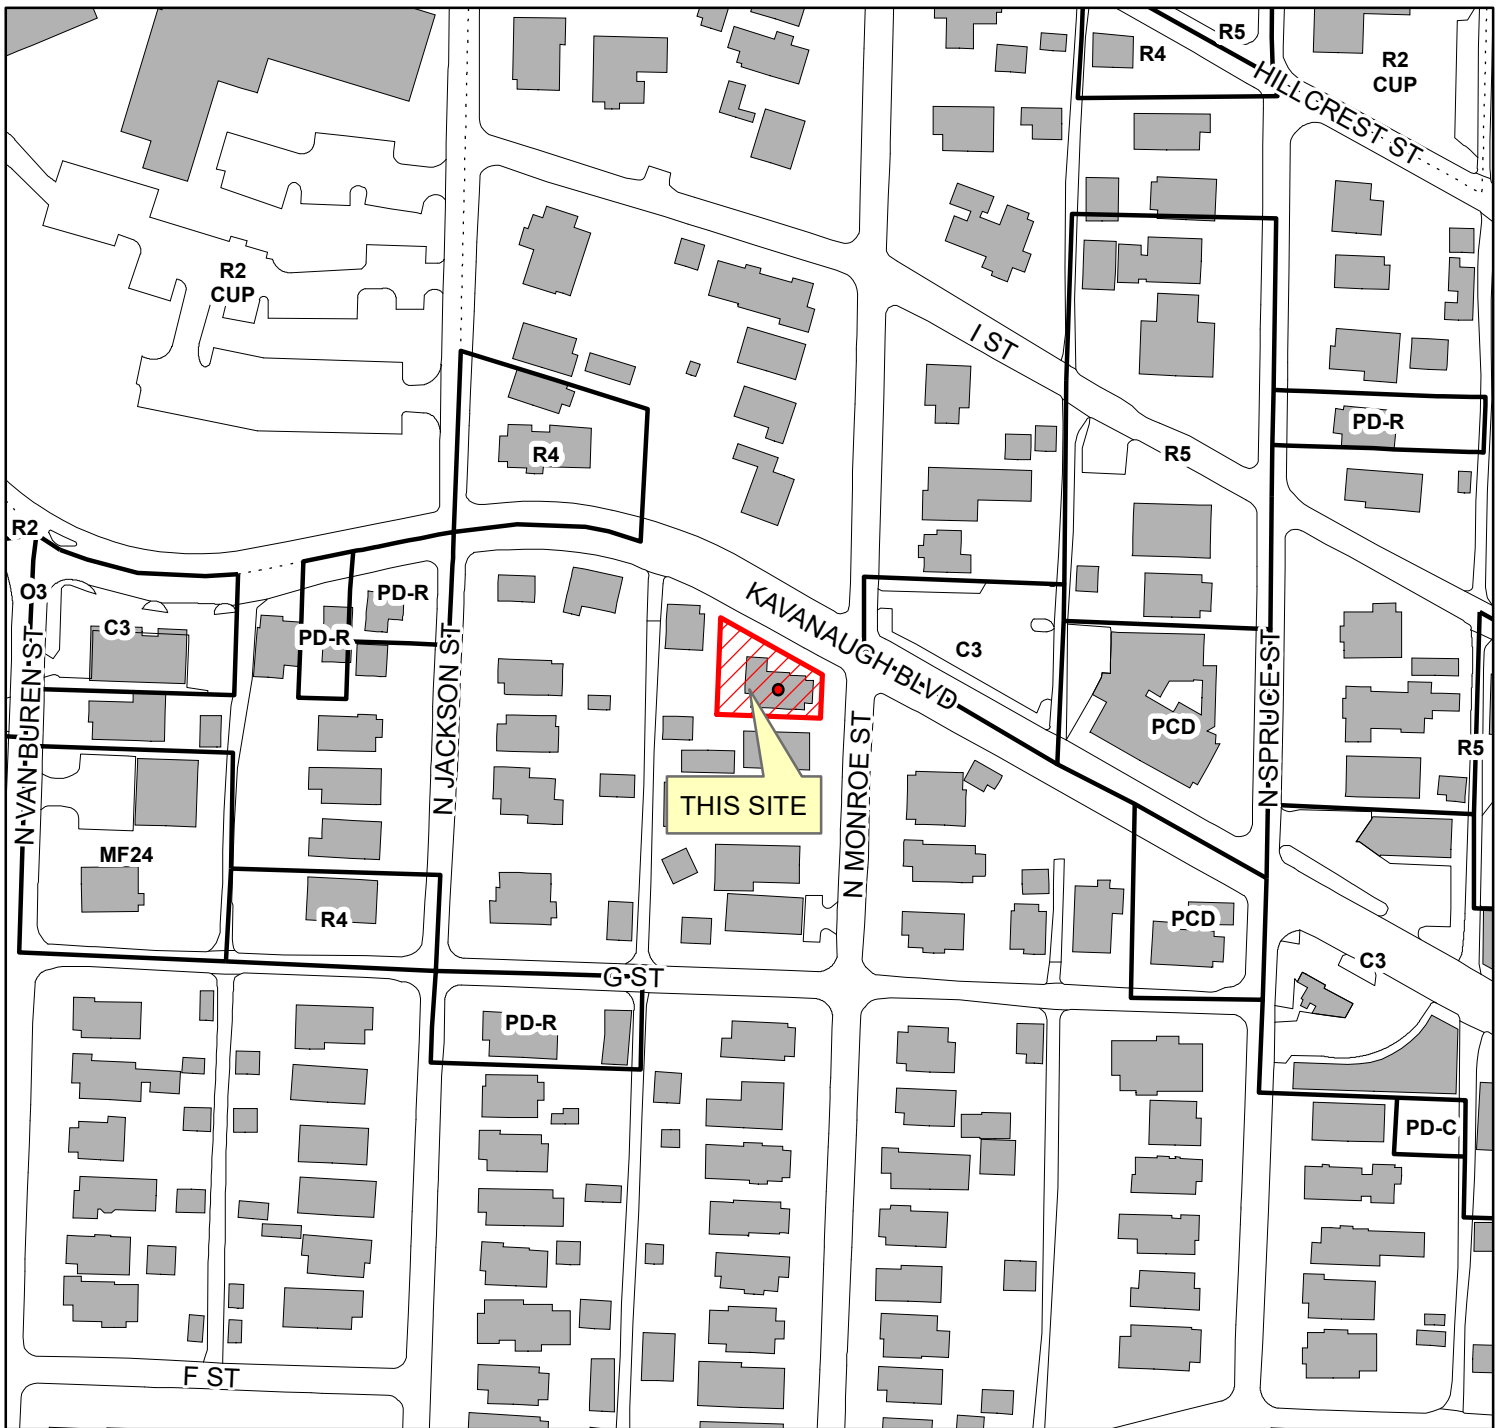 R5
R4
R2
CUP
HILLCREST ST
R2
CUP
I ST
PD-R
R4
R5
R2
O3
PD-R
KAVANAUGH BLVD
C3
PD-R
C3
N VAN BUREN ST
N JACKSON ST
N MONROE ST
N SPRUCE ST
PCD
R5
THIS SITE
MF24
R4
PCD
C3
G ST
PD-R
PD-C
F ST